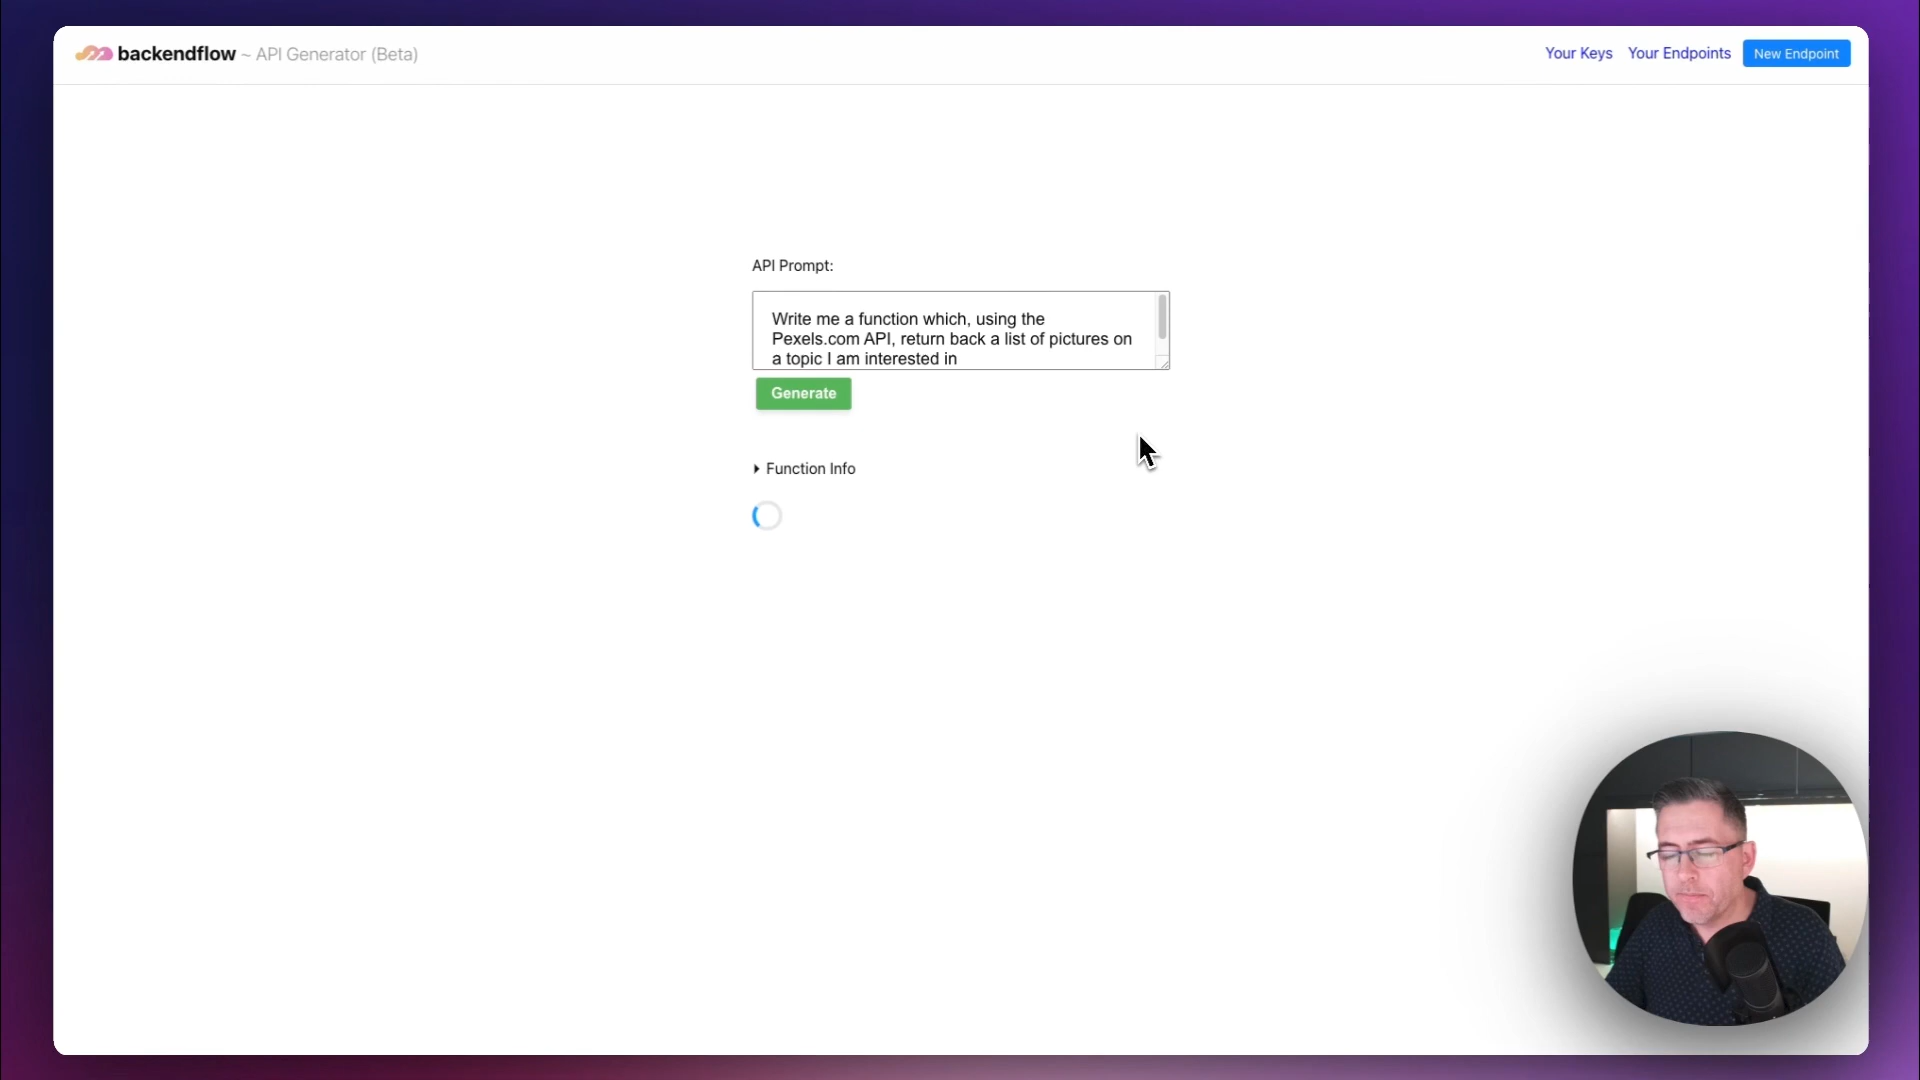 backendflow ~ API Generator (Beta)
Your Keys
Your Endpoints
New Endpoint
API Prompt:
Write me a function which, using the
Pexels.com API, return back a list of pictures on
a topic I am interested in
Generate
Function Info